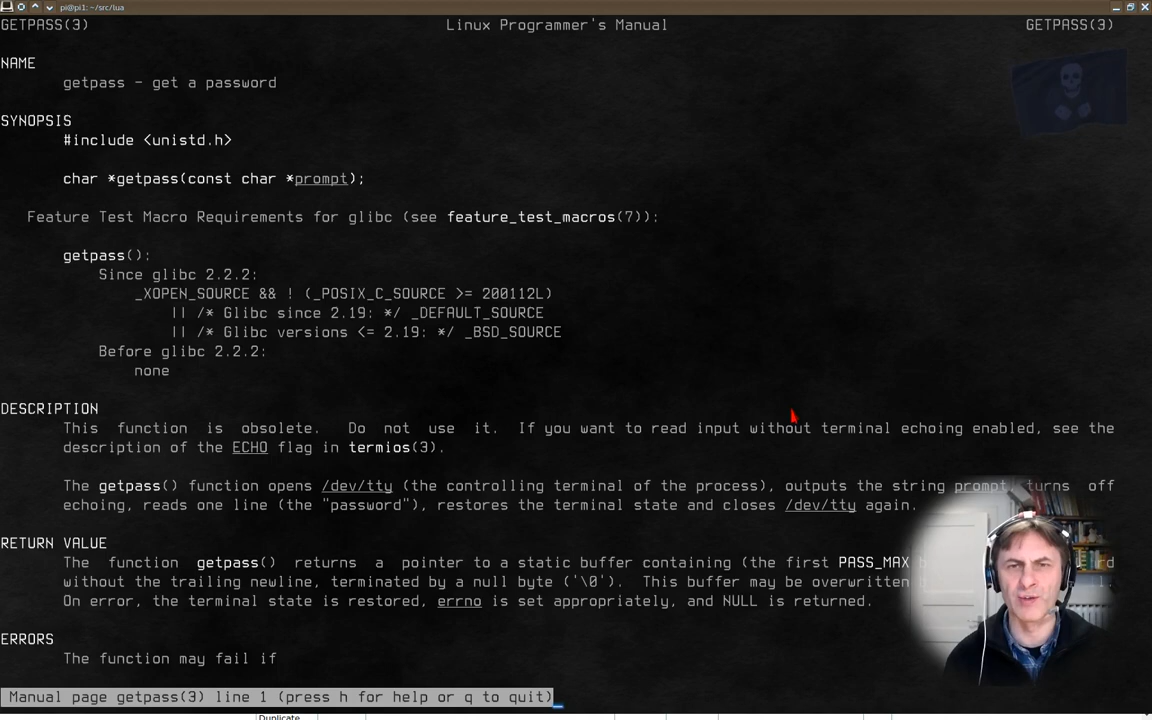 pi@pi1: ~/src/lua
GETPASS(3) Linux Programmer's Manual GETPASS(3)
NAME
getpass - get a password
SYNOPSIS
#include <unistd.h>
char *getpass(const char *prompt);
Feature Test Macro Requirements for glibc (see feature_test_macros(7)):
getpass():
Since glibc 2.2.2:
_XOPEN_SOURCE && ! (_POSIX_C_SOURCE >= 200112L)
|| /* Glibc since 2.19: */ _DEFAULT_SOURCE
|| /* Glibc versions <= 2.19: */ _BSD_SOURCE
Before glibc 2.2.2:
none
DESCRIPTION
This function is obsolete. Do not use it. If you want to read input without terminal echoing enabled, see the
description of the ECHO flag in termios(3).
The getpass() function opens /dev/tty (the controlling terminal of the process), outputs the string prompt, turns off
echoing, reads one line (the "password"), restores the terminal state and closes /dev/tty again.
RETURN VALUE
The function getpass() returns a pointer to a static buffer containing (the first PASS_MAX
without the trailing newline, terminated by a null byte ('\0'). This buffer may be overwritten
On error, the terminal state is restored, errno is set appropriately, and NULL is returned.
ERRORS
The function may fail if
Manual page getpass(3) line 1 (press h for help or q to quit)
Duplicate